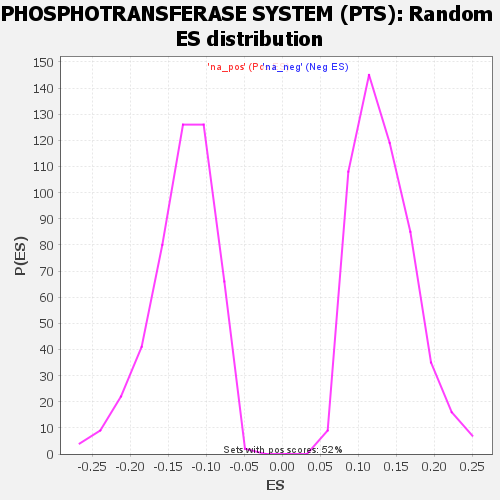 PHOSPHOTRANSFERASE SYSTEM (PTS): Random
ES distribution
'na_pos' (Po
'na_neg' (Neg ES)
150
140
130
120
110
100
90
80
70
60
50
40
30
20
10
0
P(ES)
Sets with pos scores: 52%
-0.25 -0.20 -0.15 -0.10 -0.05 0.00 0.05 0.10 0.15 0.20 0.25
ES